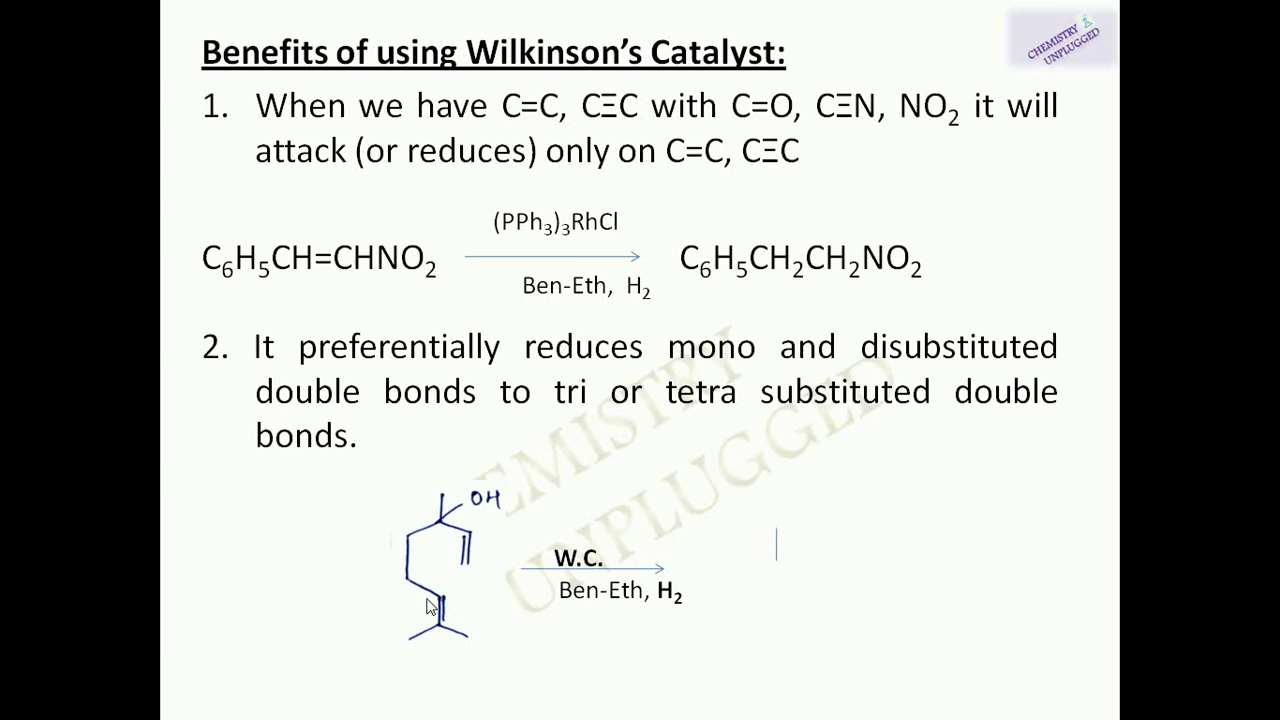 Benefits of using Wilkinson's Catalyst:
CHEMISTRY
UNPLUGGED
1. When we have C=C, CΞC with C=O, CΞN, NO₂ it will
attack (or reduces) only on C=C, CΞC
(PPh₃)₃RhCl
C₆H₅CH=CHNO₂
C₆H₅CH₂CH₂NO₂
Ben-Eth, H₂
2. It preferentially reduces mono and disubstituted
double bonds to tri or tetra substituted double
bonds.
EMISTRY
UNPLUGGED
OH
W.C.
Ben-Eth, H₂